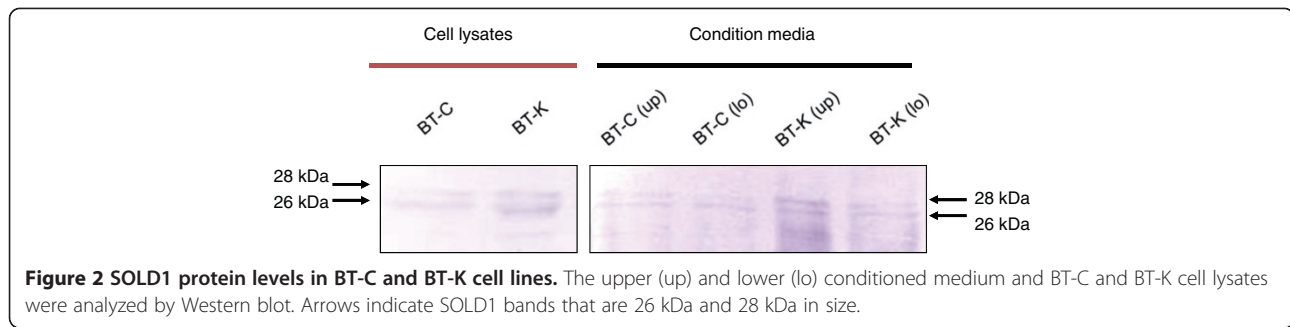 Cell lysates
Condition media
BT-C
BT-K
BT-C (up)
BT-C (lo)
BT-K (up)
BT-K (lo)
28 kDa
26 kDa
28 kDa
26 kDa
Figure 2 SOLD1 protein levels in BT-C and BT-K cell lines. The upper (up) and lower (lo) conditioned medium and BT-C and BT-K cell lysates
were analyzed by Western blot. Arrows indicate SOLD1 bands that are 26 kDa and 28 kDa in size.